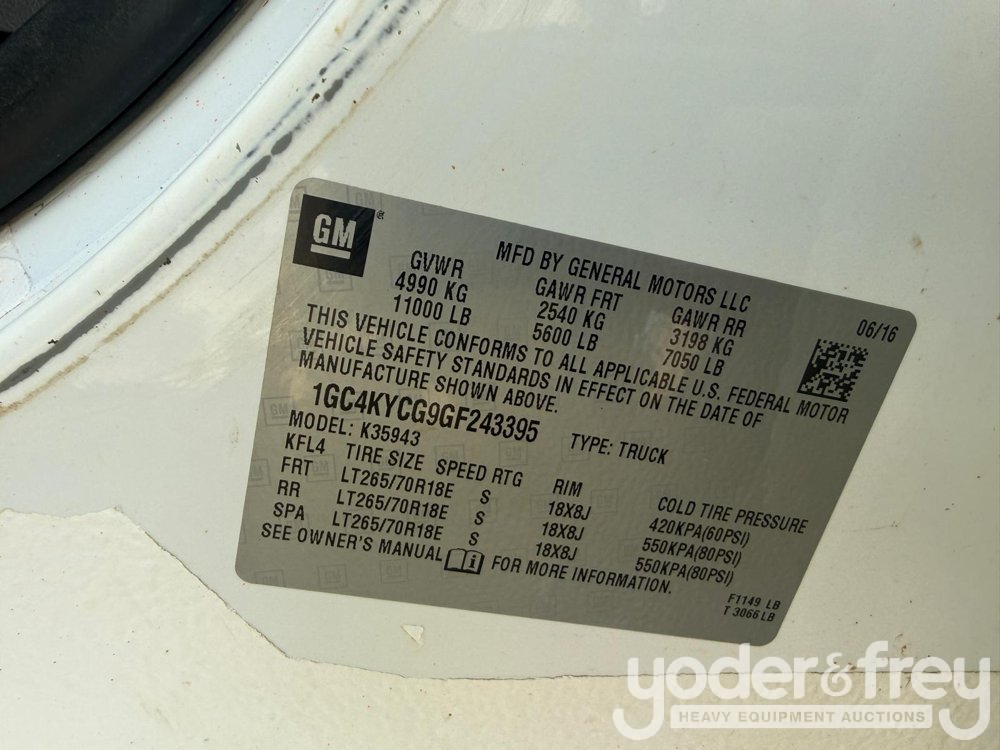 GM ®
MFD BY GENERAL MOTORS LLC
06/16
GVWR GAWR FRT GAWR RR
4990 KG 2540 KG 3198 KG
11000 LB 5600 LB 7050 LB
THIS VEHICLE CONFORMS TO ALL APPLICABLE U.S. FEDERAL MOTOR
VEHICLE SAFETY STANDARDS IN EFFECT ON THE DATE OF
MANUFACTURE SHOWN ABOVE.
1GC4KYCG9GF243395 TYPE: TRUCK
MODEL: K35943
KFL4 TIRE SIZE SPEED RTG RIM COLD TIRE PRESSURE
FRT LT265/70R18E S 18X8J 420KPA(60PSI)
RR LT265/70R18E S 18X8J 550KPA(80PSI)
SPA LT265/70R18E S 18X8J 550KPA(80PSI)
SEE OWNER'S MANUAL FOR MORE INFORMATION.
F1149 LB
T 3066 LB
yoder&frey
HEAVY EQUIPMENT AUCTIONS